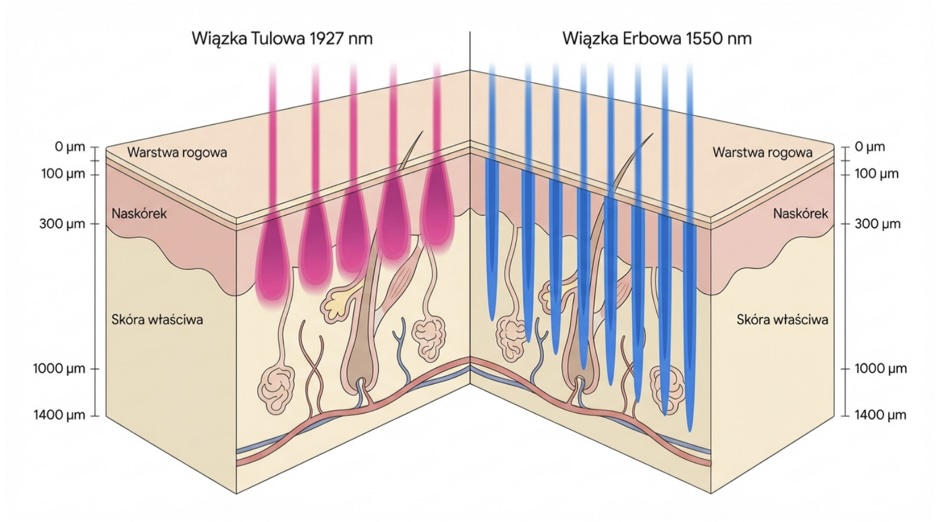 Wiązka Tulowa 1927 nm
Wiązka Erbowa 1550 nm
0 µm
100 µm
300 µm
1000 µm
1400 µm
Warstwa rogowa
Naskórek
Skóra właściwa
Warstwa rogowa
Naskórek
Skóra właściwa
0 µm
100 µm
300 µm
1000 µm
1400 µm